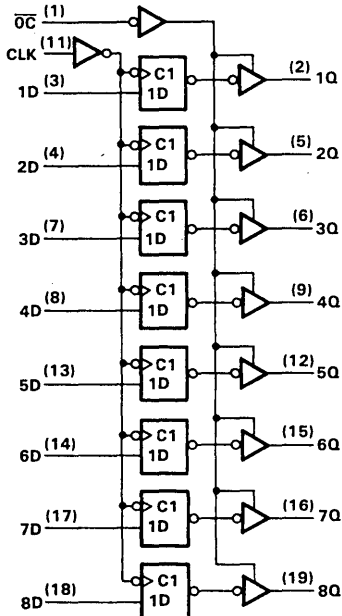 OC (1)
CLK (11)
C1 (2)
1D (3) 1D 1Q
C1 (5)
2D (4) 1D 2Q
C1 (6)
3D (7) 1D 3Q
C1 (9)
4D (8) 1D 4Q
C1 (12)
5D (13) 1D 5Q
C1 (15)
6D (14) 1D 6Q
C1 (16)
7D (17) 1D 7Q
C1 (19)
8D (18) 1D 8Q